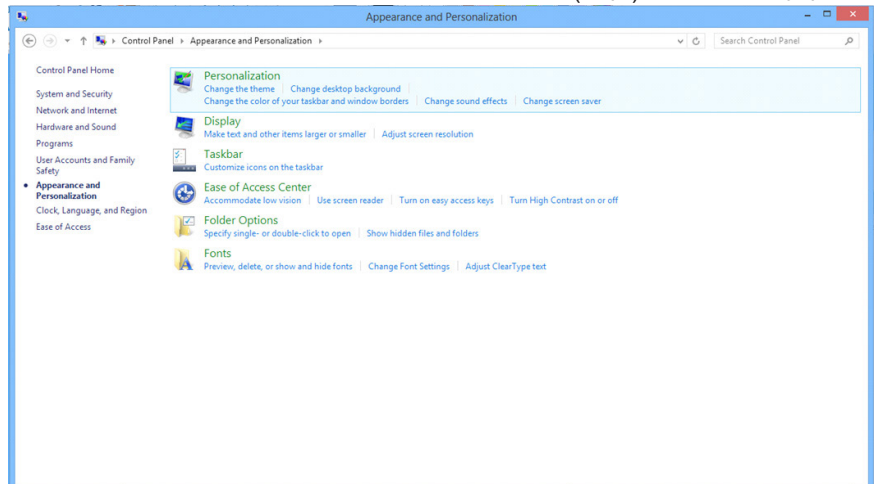 Appearance and Personalization
Control Panel Appearance and Personalization
Search Control Panel
Control Panel Home
System and Security
Network and Internet
Hardware and Sound
Programs
User Accounts and Family
Safety
Appearance and
Personalization
Clock, Language, and Region
Ease of Access
Personalization
Change the theme Change desktop background
Change the color of your taskbar and window borders Change sound effects Change screen saver
Display
Make text and other items larger or smaller Adjust screen resolution
Taskbar
Customize icons on the taskbar
Ease of Access Center
Accommodate low vision Use screen reader Turn on easy access keys Turn High Contrast on or off
Folder Options
Specify single- or double-click to open Show hidden files and folders
Fonts
Preview, delete, or show and hide fonts Change Font Settings Adjust ClearType text